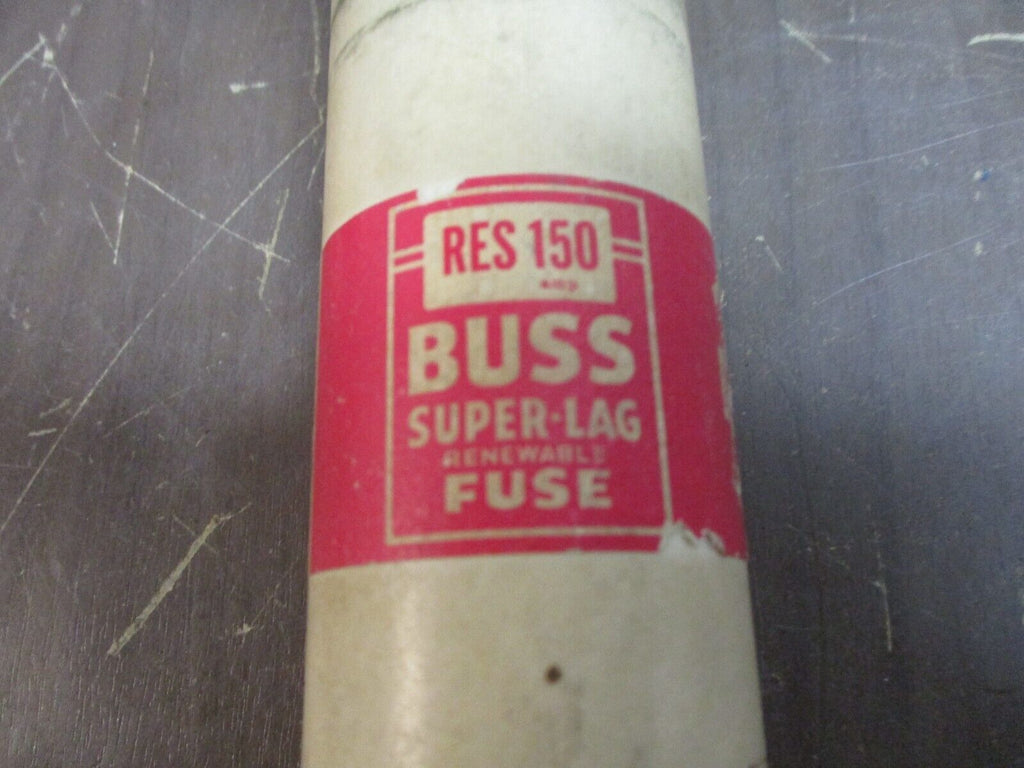 RES 150
AMP
BUSS
SUPER-LAG
RENEWABLE
FUSE